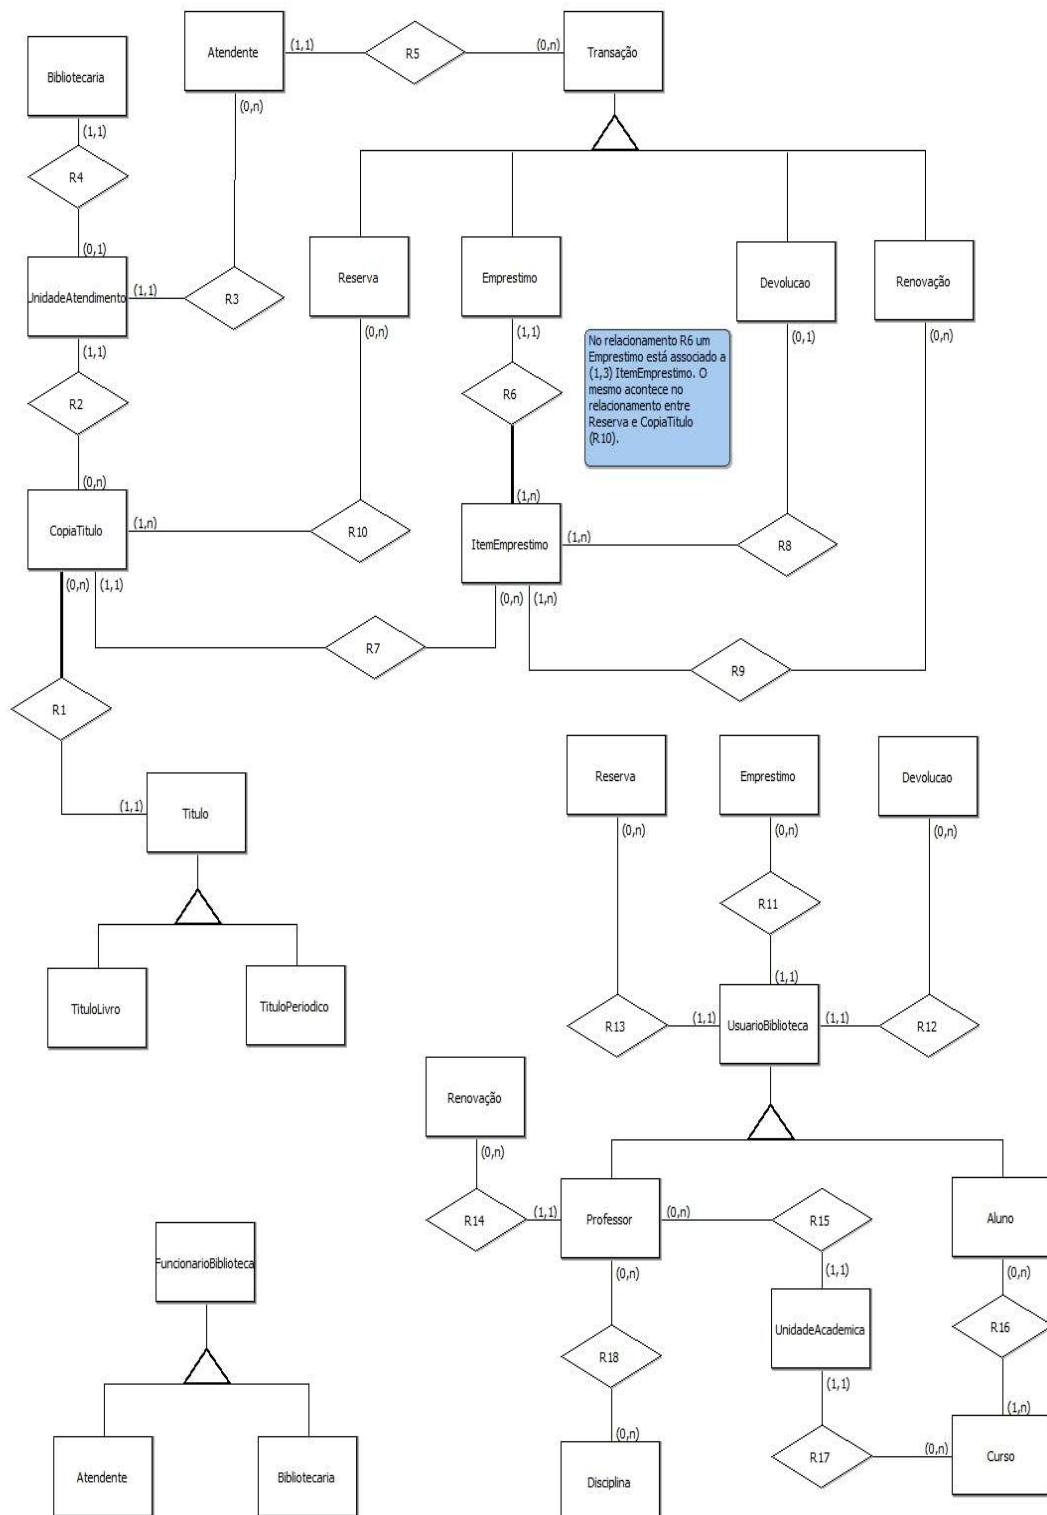 Atendente
(1,1)
R5
(0,n)
Transação
Bibliotecaria
(0,n)
(1,1)
R4
(0,1)
UnidadeAtendimento
(1,1)
R3
Reserva
Emprestimo
Devolucao
Renovação
(0,n)
(1,1)
(0,1)
(0,n)
(1,1)
R2
R6
No relacionamento R6 um
Emprestimo está associado a
(1,3) ItemEmprestimo. O
mesmo acontece no
relacionamento entre
Reserva e CopiaTitulo
(R10).
(0,n)
(1,n)
CopiaTitulo
(1,n)
R10
ItemEmprestimo
(1,n)
R8
(0,n)
(1,1)
(0,n)
(1,n)
R7
R9
R1
(1,1)
Titulo
Reserva
Emprestimo
Devolucao
(0,n)
(0,n)
(0,n)
R11
TituloLivro
TituloPeriodico
(1,1)
R13
(1,1)
UsuarioBiblioteca
(1,1)
R12
Renovação
(0,n)
R14
(1,1)
Professor
(0,n)
R15
Aluno
FuncionarioBiblioteca
(0,n)
(1,1)
(0,n)
R18
UnidadeAcademica
R16
(1,1)
(1,n)
(0,n)
R17
(0,n)
Curso
Atendente
Bibliotecaria
Disciplina